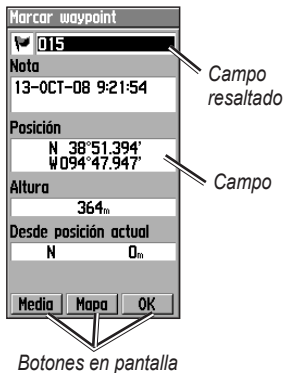 Marcar waypoint
015
Nota
13-OCT-08 9:21:54
Posición
N 38°51.394'
W094°47.947'
Altura
364m
Desde posición actual
N 0m
Media Mapa OK
Campo resaltado
Campo
Botones en pantalla